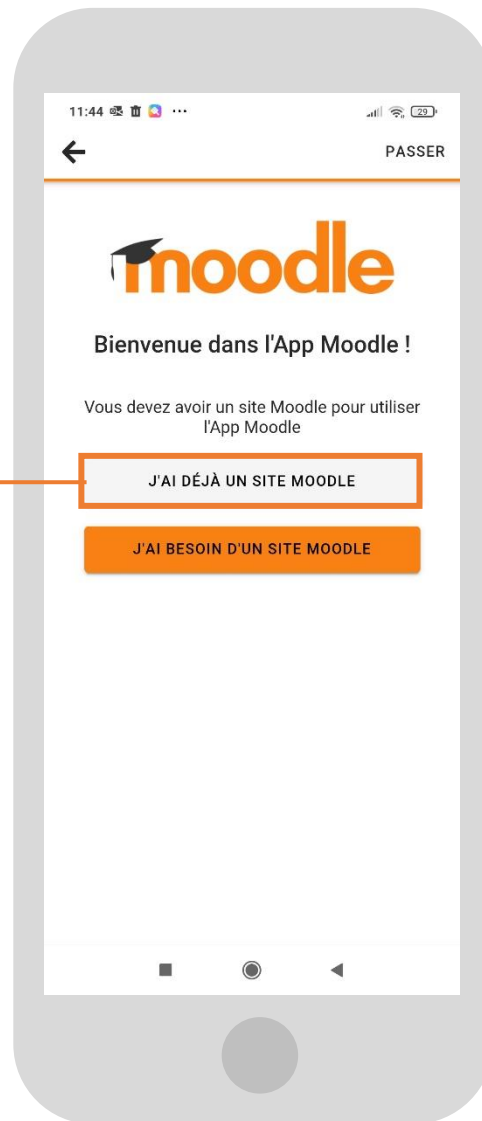 11:44 ... 29
PASSER
moodle
Bienvenue dans l'App Moodle !
Vous devez avoir un site Moodle pour utiliser
l'App Moodle
J'AI DÉJÀ UN SITE MOODLE
J'AI BESOIN D'UN SITE MOODLE